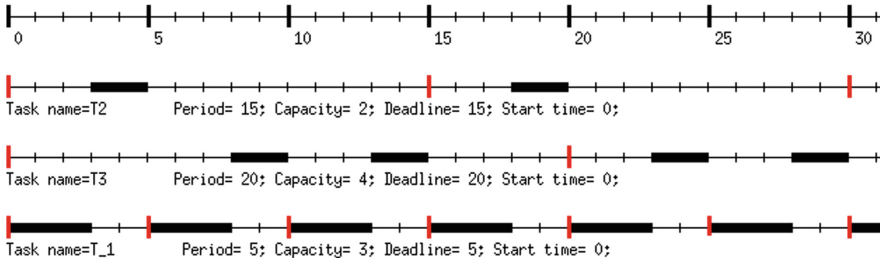 0 5 10 15 20 25 30
Task name=T2 Period= 15; Capacity= 2; Deadline= 15; Start time= 0;
Task name=T3 Period= 20; Capacity= 4; Deadline= 20; Start time= 0;
Task name=T_1 Period= 5; Capacity= 3; Deadline= 5; Start time= 0;